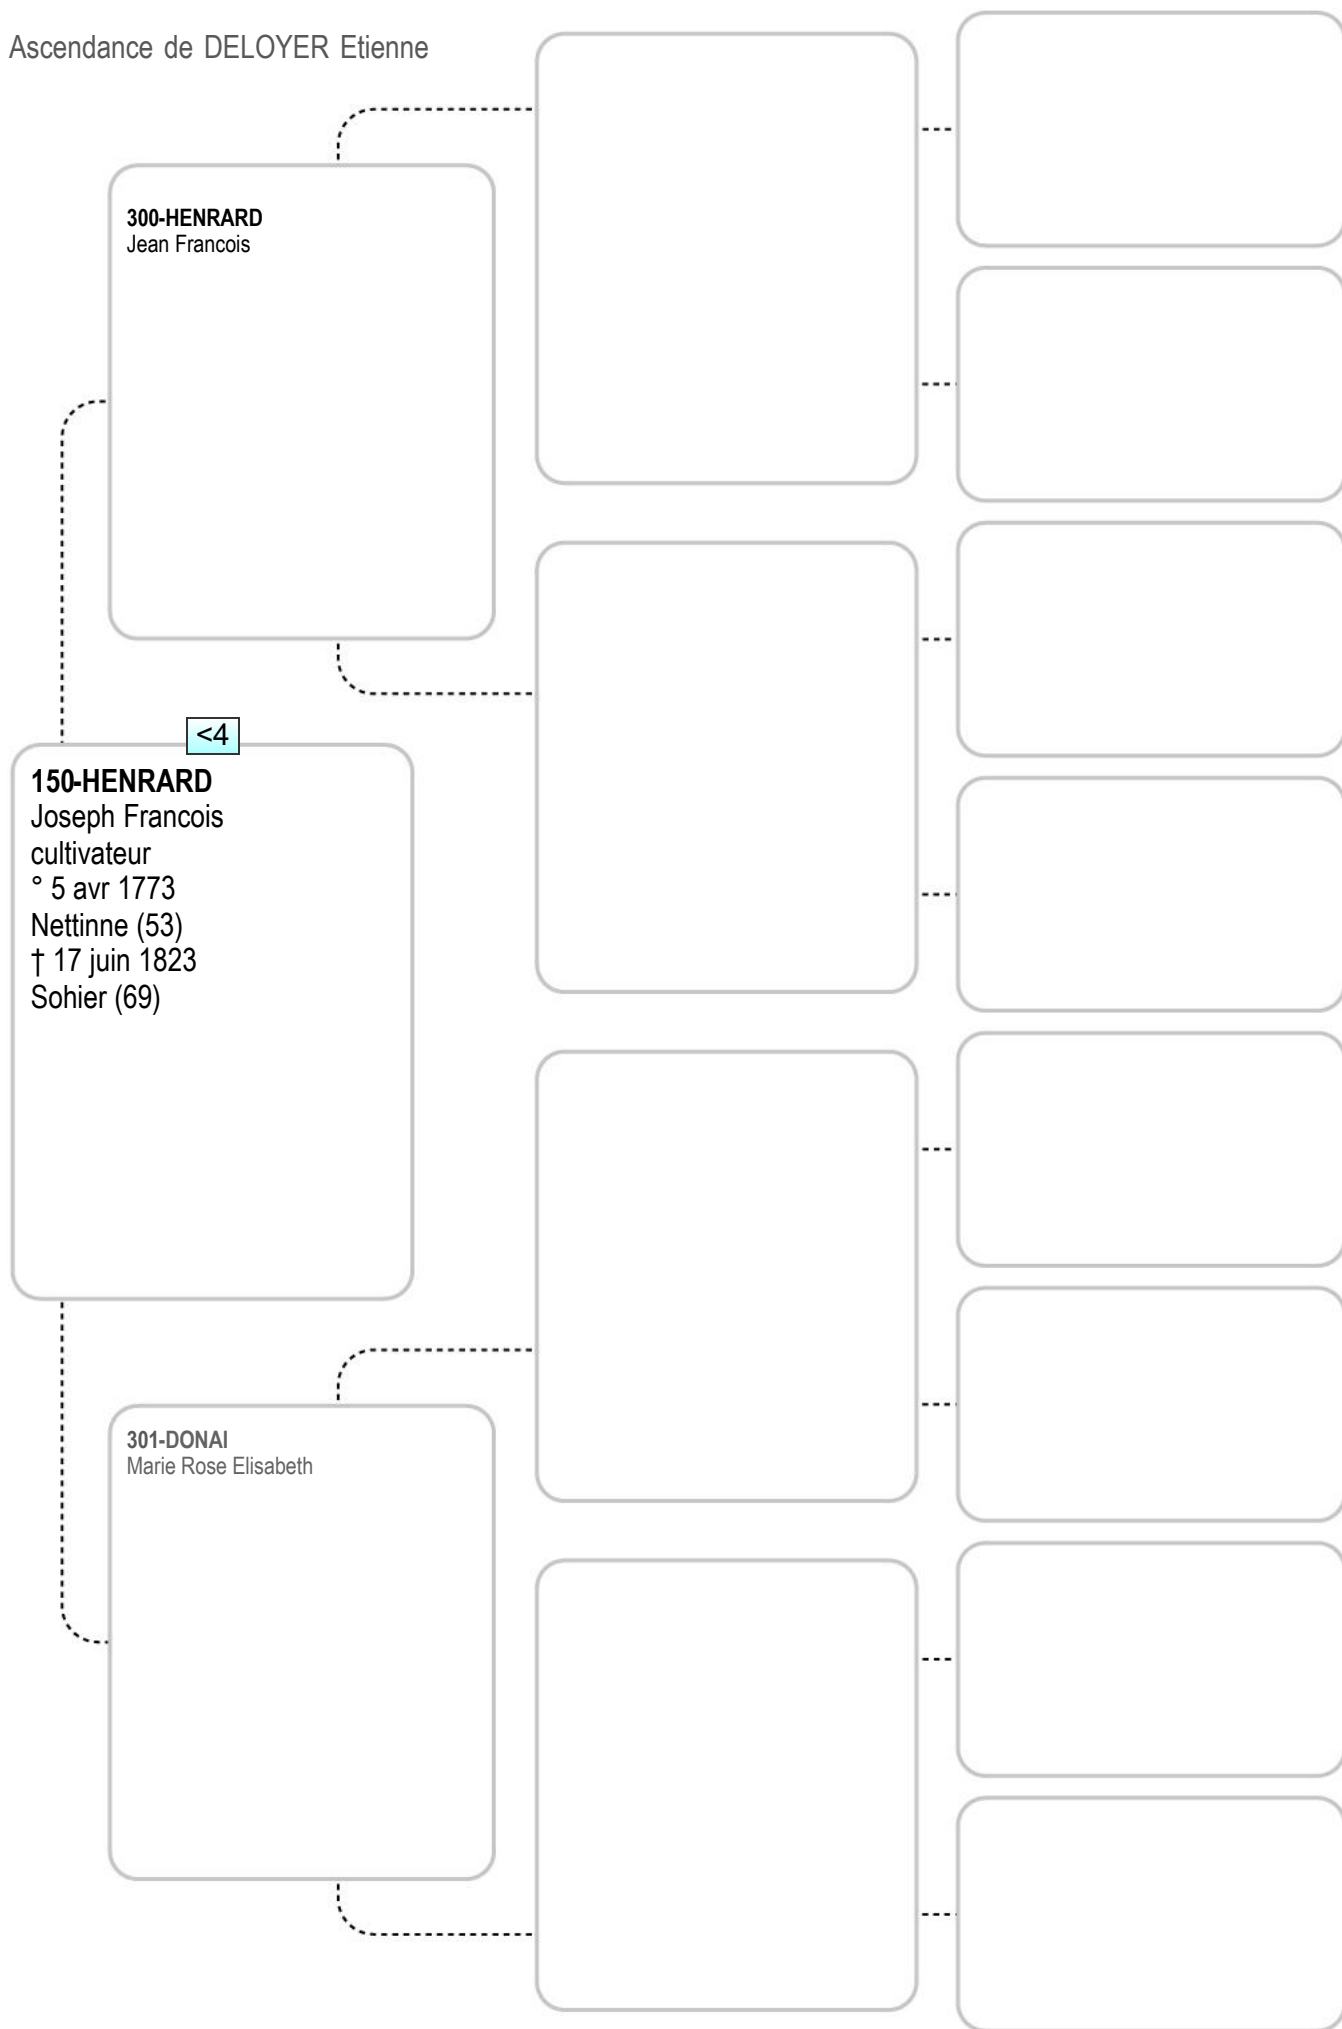 Ascendance de DELOYER Etienne
300-HENRARD
Jean Francois
<4
150-HENRARD
Joseph Francois
cultivateur
° 5 avr 1773
Nettinne (53)
† 17 juin 1823
Sohier (69)
301-DONAI
Marie Rose Elisabeth